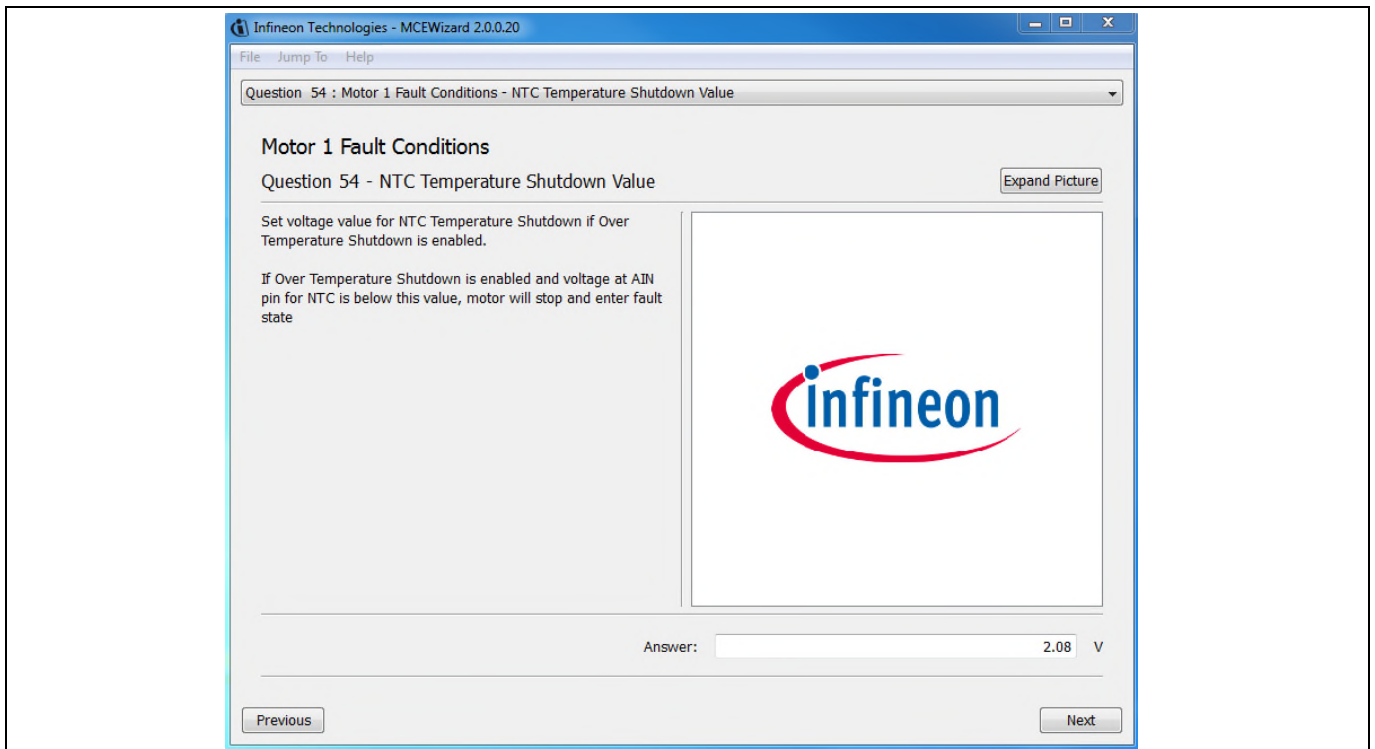 Infineon Technologies - MCEWizard 2.0.0.20
File Jump To Help
Question 54 : Motor 1 Fault Conditions - NTC Temperature Shutdown Value
Motor 1 Fault Conditions
Question 54 - NTC Temperature Shutdown Value
Expand Picture
Set voltage value for NTC Temperature Shutdown if Over
Temperature Shutdown is enabled.
If Over Temperature Shutdown is enabled and voltage at AIN
pin for NTC is below this value, motor will stop and enter fault
state
infineon
Answer: 2.08 V
Previous Next